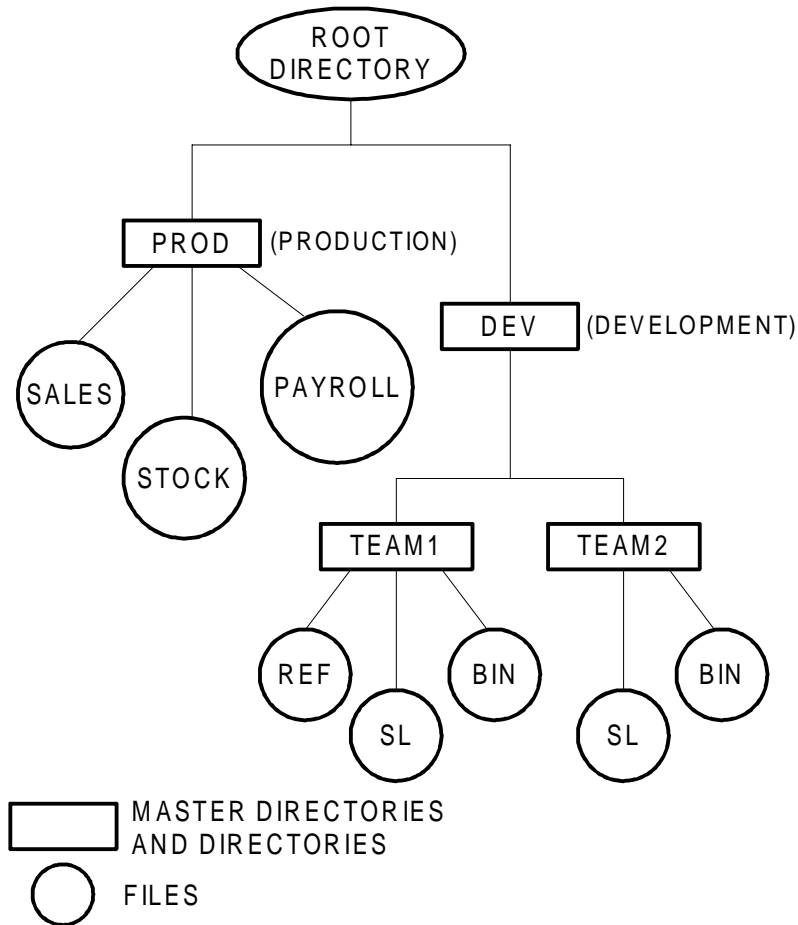 ROOT
DIRECTORY
PROD (PRODUCTION)
DEV (DEVELOPMENT)
SALES
PAYROLL
STOCK
TEAM1
TEAM2
REF
BIN
BIN
SL
SL
MASTER DIRECTORIES
AND DIRECTORIES
FILES